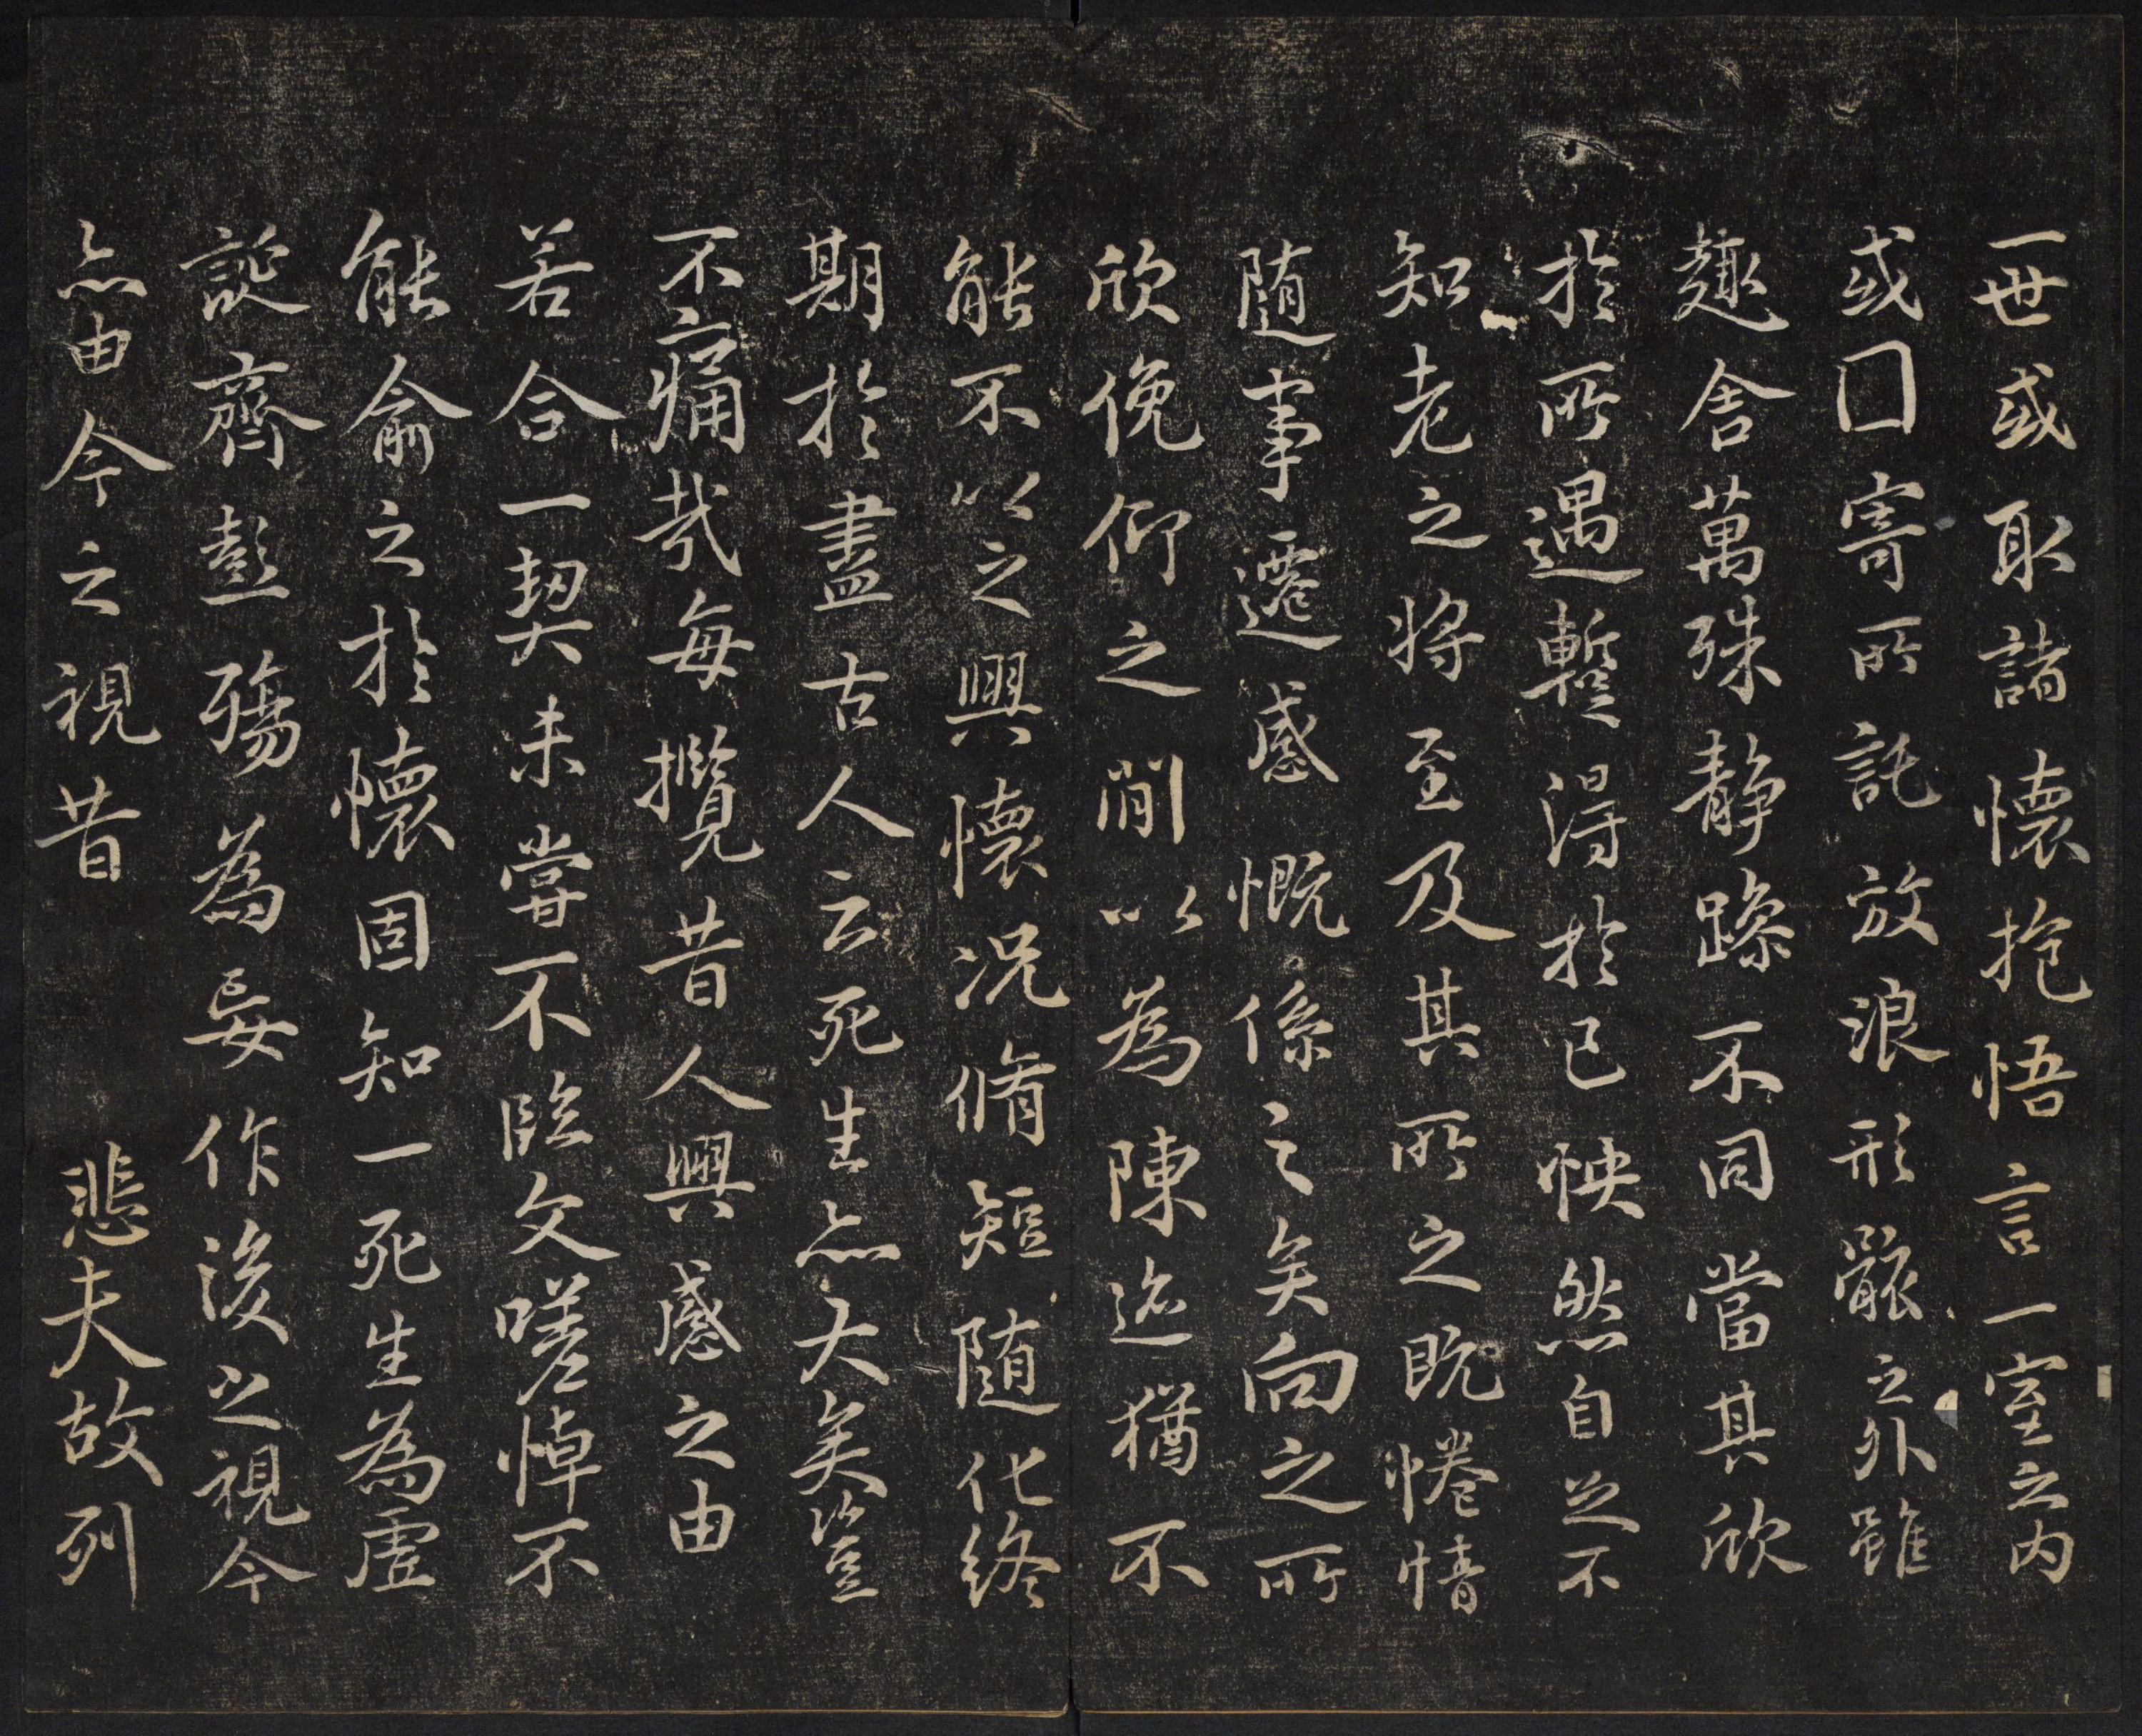 一世或取諸懷抱悟言一室之内
或囗寄所託放浪形骸之外雖
趣舍萬殊静躁不同當其欣
於所遇暫得於己怏然自足不
知老之將至及其所之既惓情
随事遷感慨係之矣向之所
欣俛仰之閒以為陳迹猶不
能不以之興懷况脩短随化終
期於盡古人云死生亦大矣豈
不痛哉每攬昔人興感之由
若合一契未嘗不臨文嗟悼不
能喻之於懷固知一死生為虛
誕齊彭殤為妄作後之視今
亦由今之視昔悲夫故列